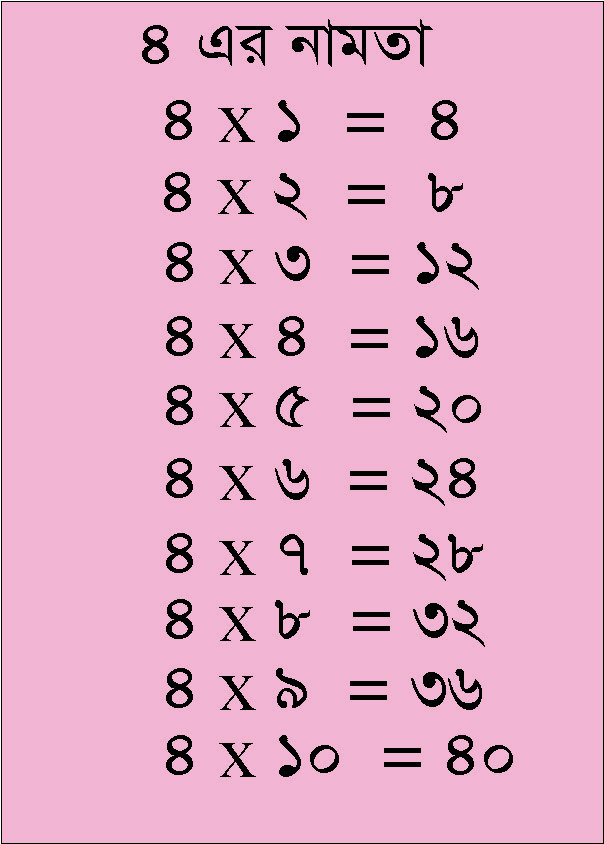 ৪ এর নামতা
৪ X ১ = ৪
৪ X ২ = ৮
৪ X ৩ = ১২
৪ X ৪ = ১৬
৪ X ৫ = ২০
৪ X ৬ = ২৪
৪ X ৭ = ২৮
৪ X ৮ = ৩২
৪ X ৯ = ৩৬
৪ X ১০ = ৪০